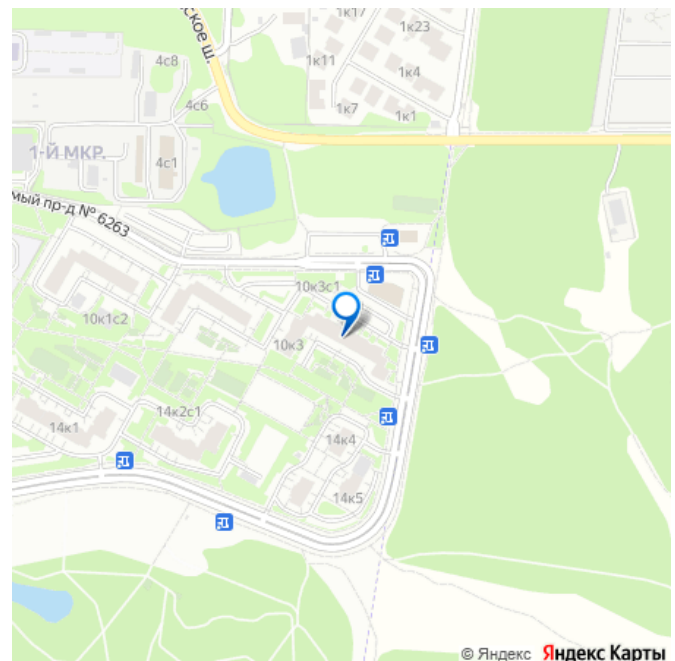 1к17
1к23
ское ш.
1к11
4с8
1к4
4с6
1к7
1к1
1-Й МКР.
4с1
мый пр-д № 6263
10к3с1
10к1с2
10к3
14к2с1
14к1
14к4
14к5
© Яндекс Яндекс Карты